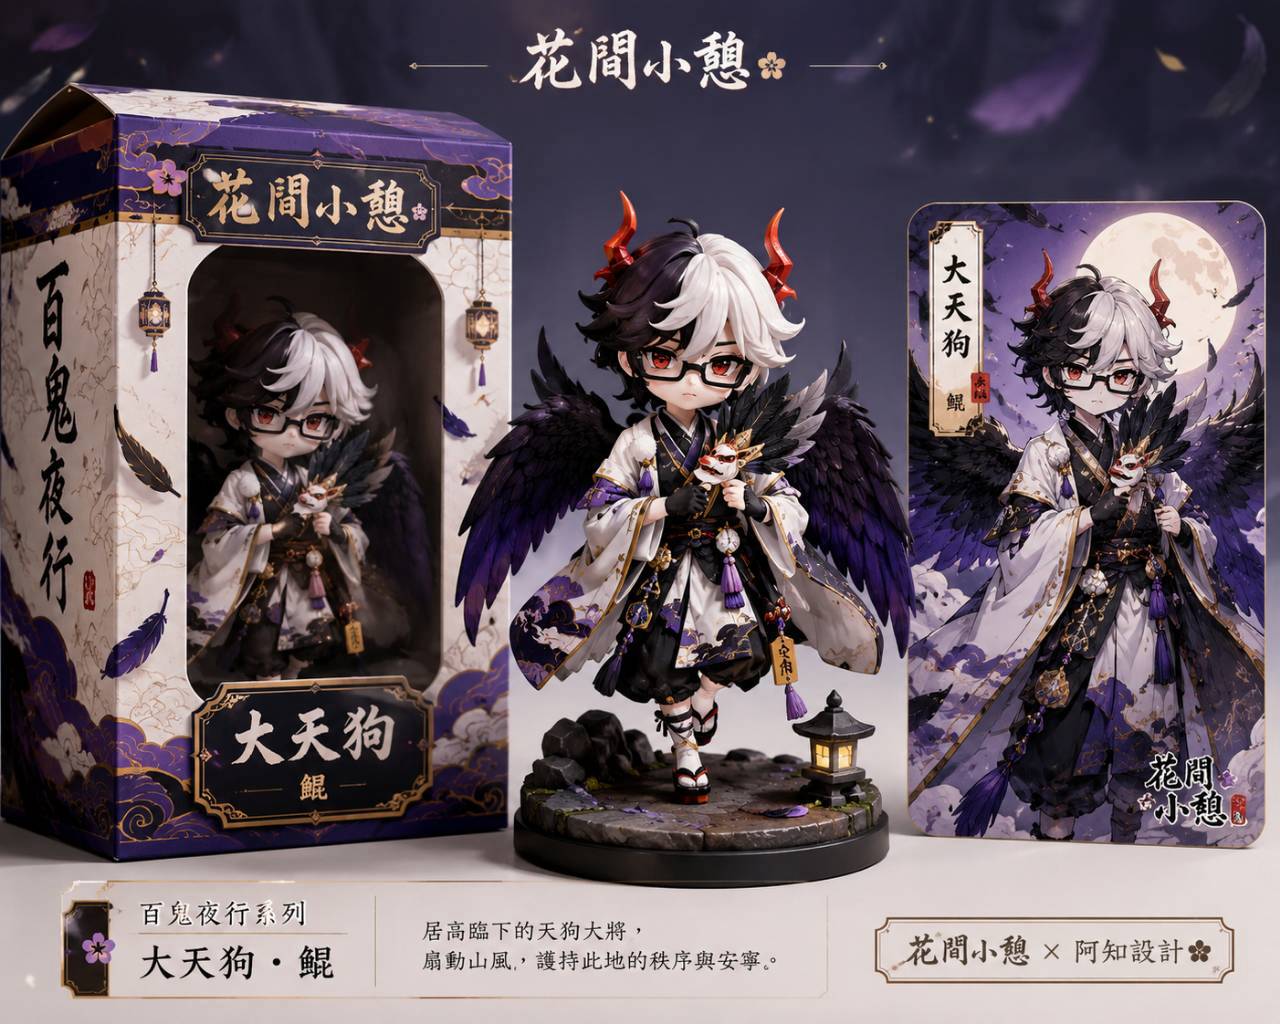 花間小憩
花間小憩
百鬼夜行
大天狗
鯤
大天狗
鯤
花間
小憩
百鬼夜行系列
大天狗・鯤
居高臨下的天狗大將，
扇動山風，護持此地的秩序與安寧。
花間小憩 × 阿知設計